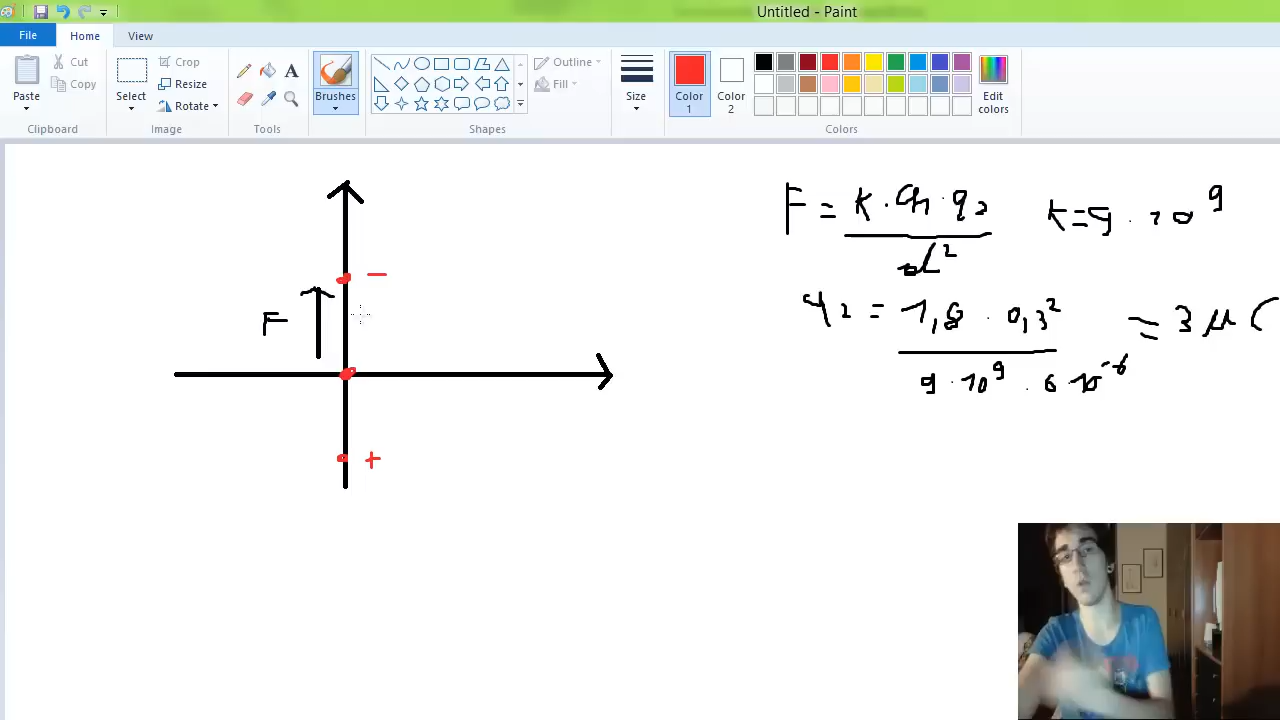 Untitled - Paint
File Home View
Paste
Cut
Copy
Clipboard
Select
Crop
Resize
Rotate
Image
Tools
Brushes
Shapes
Outline
Fill
Size
Color 1
Color 2
Edit colors
Colors
F = K · q1 · q2 / d² K = 9 · 10⁹
q2 = 1,8 · 0,3² / 9 · 10⁹ · 6 · 10⁻⁶ = 3 μC
−
F
+